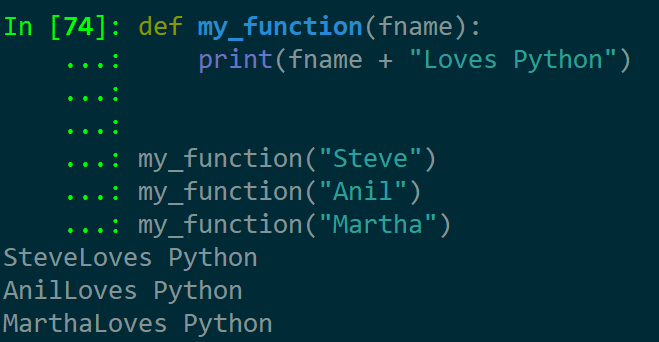 In [74]: def my_function(fname):
    ...:     print(fname + "Loves Python")
    ...:
    ...:
    ...: my_function("Steve")
    ...: my_function("Anil")
    ...: my_function("Martha")
SteveLoves Python
AnilLoves Python
MarthaLoves Python